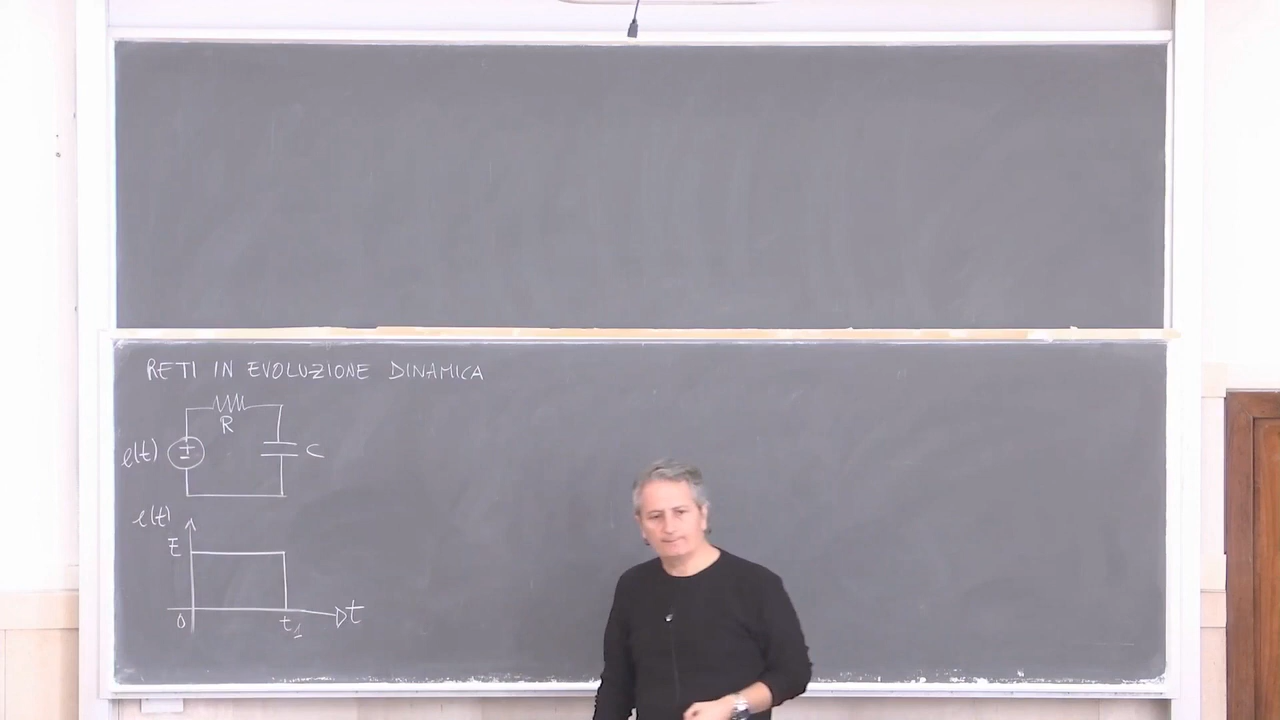 RETI IN EVOLUZIONE DINAMICA
R
e(t) ± C
e(t)
E
0 t₁ t